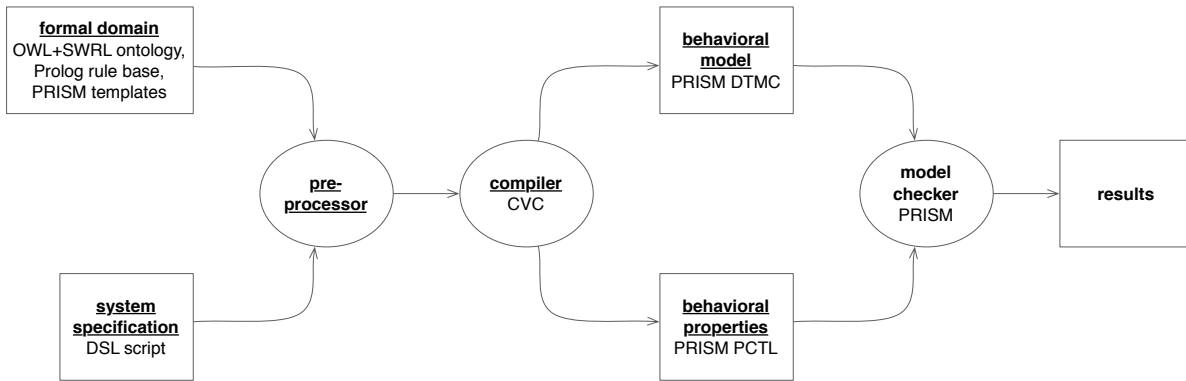 formal domain
OWL+SWRL ontology,
Prolog rule base,
PRISM templates
system
specification
DSL script
pre-
processor
compiler
CVC
behavioral
model
PRISM DTMC
behavioral
properties
PRISM PCTL
model
checker
PRISM
results